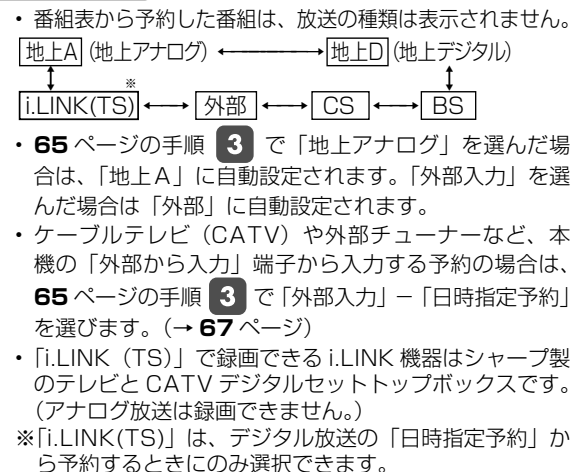 • 番組表から予約した番組は、放送の種類は表示されません。
地上A (地上アナログ) ←→ 地上D (地上デジタル)
※
i.LINK(TS) ←→ 外部 ←→ CS ←→ BS
• 65 ページの手順 3 で「地上アナログ」を選んだ場
合は、「地上A」に自動設定されます。「外部入力」を選
んだ場合は「外部」に自動設定されます。
• ケーブルテレビ（CATV）や外部チューナーなど、本
機の「外部から入力」端子から入力する予約の場合は、
65 ページの手順 3 で「外部入力」－「日時指定予約」
を選びます。（→ 67 ページ）
• 「i.LINK（TS）」で録画できる i.LINK 機器はシャープ製
のテレビと CATV デジタルセットトップボックスです。
（アナログ放送は録画できません。）
※「i.LINK(TS)」は、デジタル放送の「日時指定予約」か
ら予約するときにのみ選択できます。